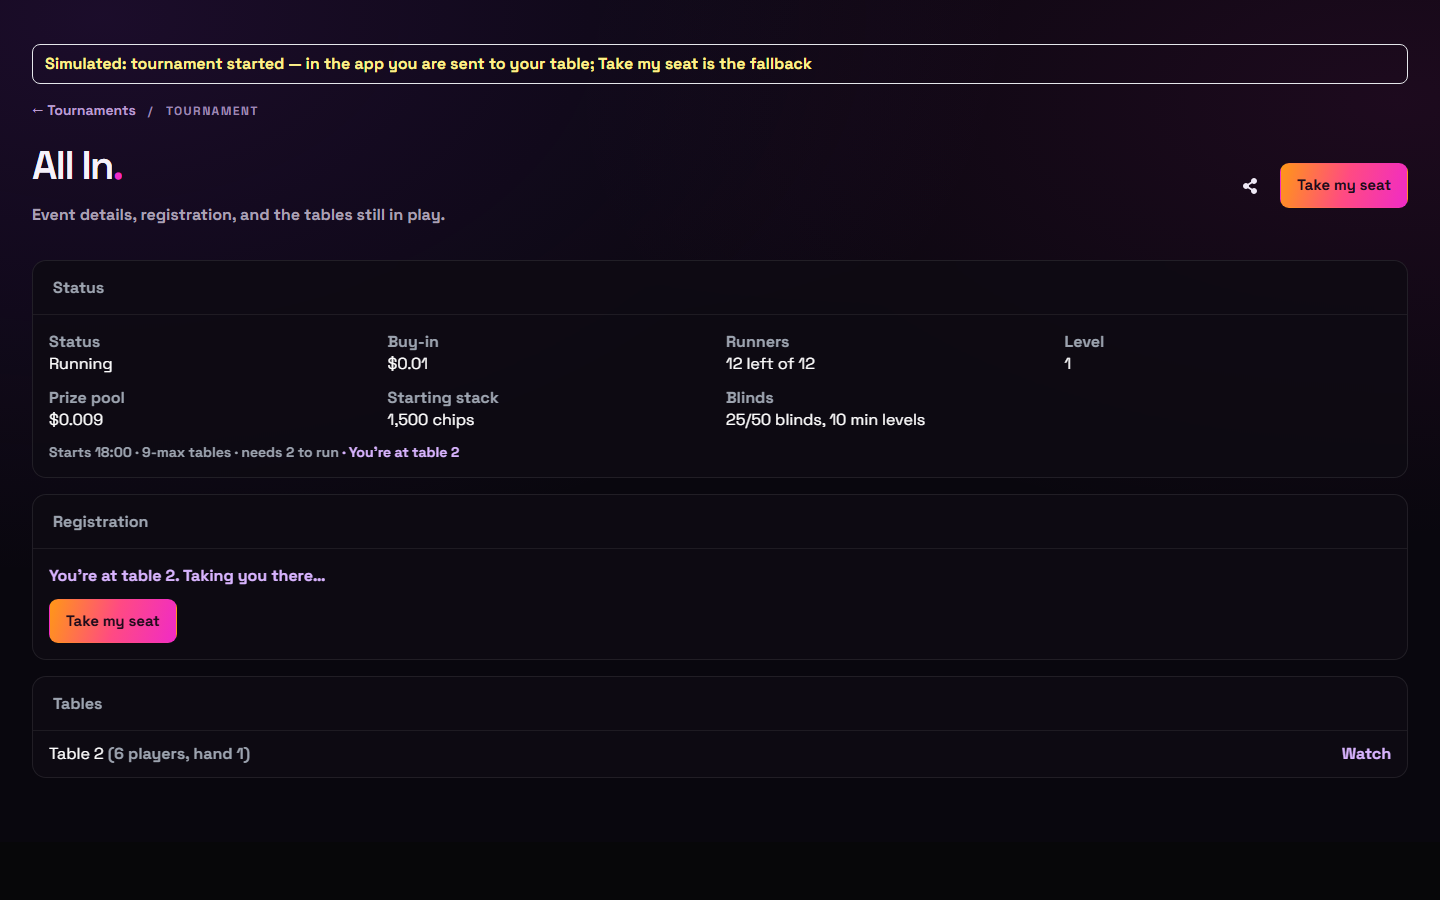 Simulated: tournament started — in the app you are sent to your table; Take my seat is the fallback
← Tournaments / TOURNAMENT
All In.
Take my seat
Event details, registration, and the tables still in play.
Status
Status Buy-in Runners Level
Running $0.01 12 left of 12 1
Prize pool Starting stack Blinds
$0.009 1,500 chips 25/50 blinds, 10 min levels
Starts 18:00 · 9-max tables · needs 2 to run · You’re at table 2
Registration
You’re at table 2. Taking you there…
Take my seat
Tables
Table 2 (6 players, hand 1) Watch